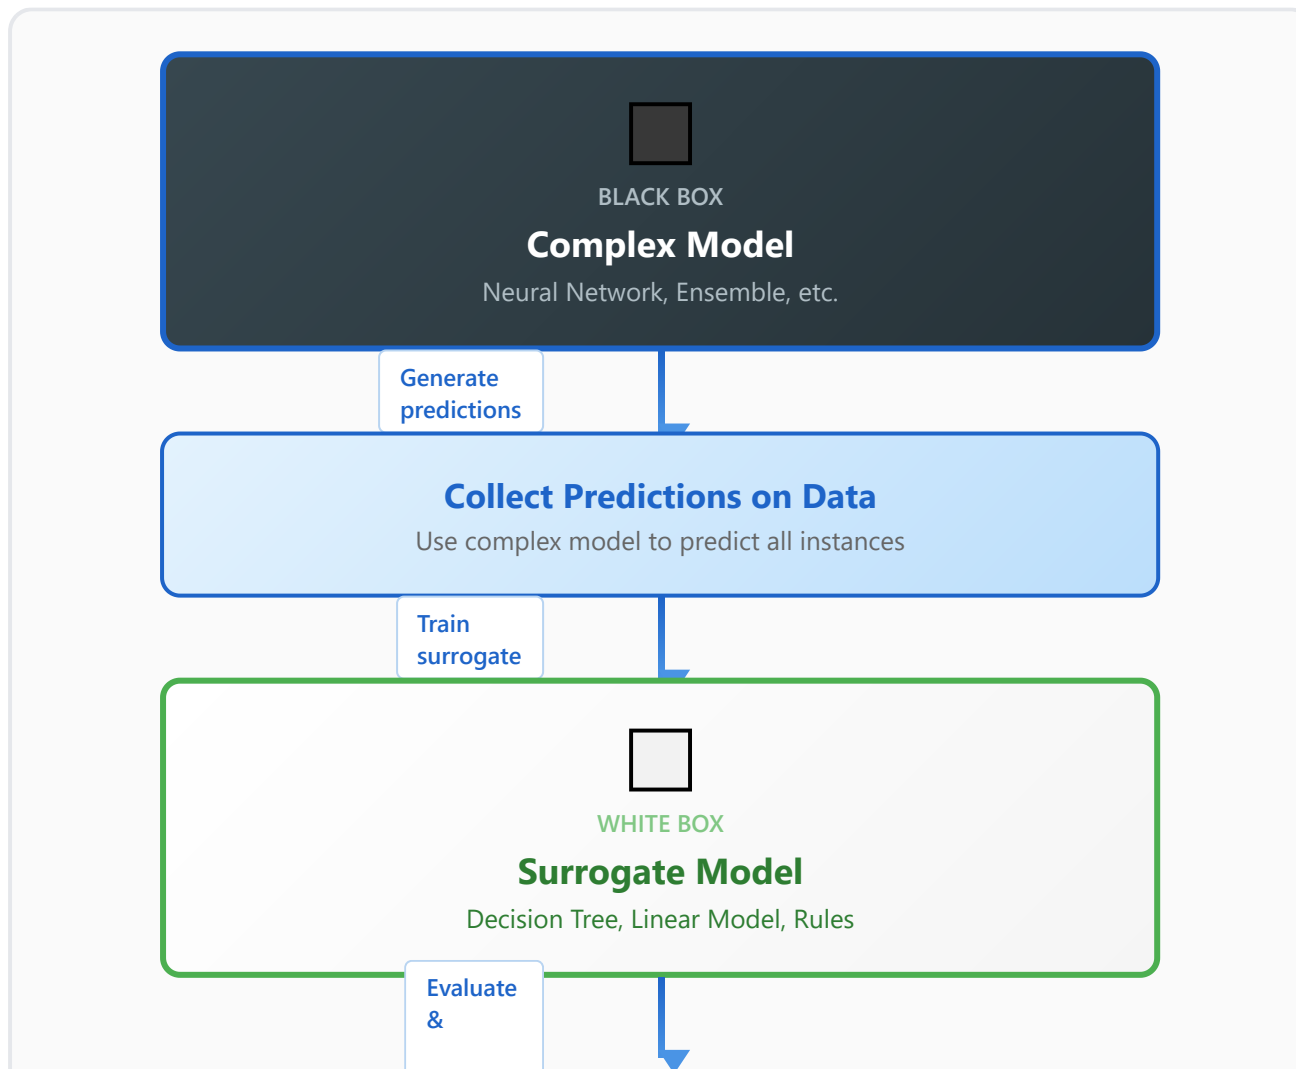 BLACK BOX
Complex Model
Neural Network, Ensemble, etc.
Generate
predictions
Collect Predictions on Data
Use complex model to predict all instances
Train
surrogate
WHITE BOX
Surrogate Model
Decision Tree, Linear Model, Rules
Evaluate
&